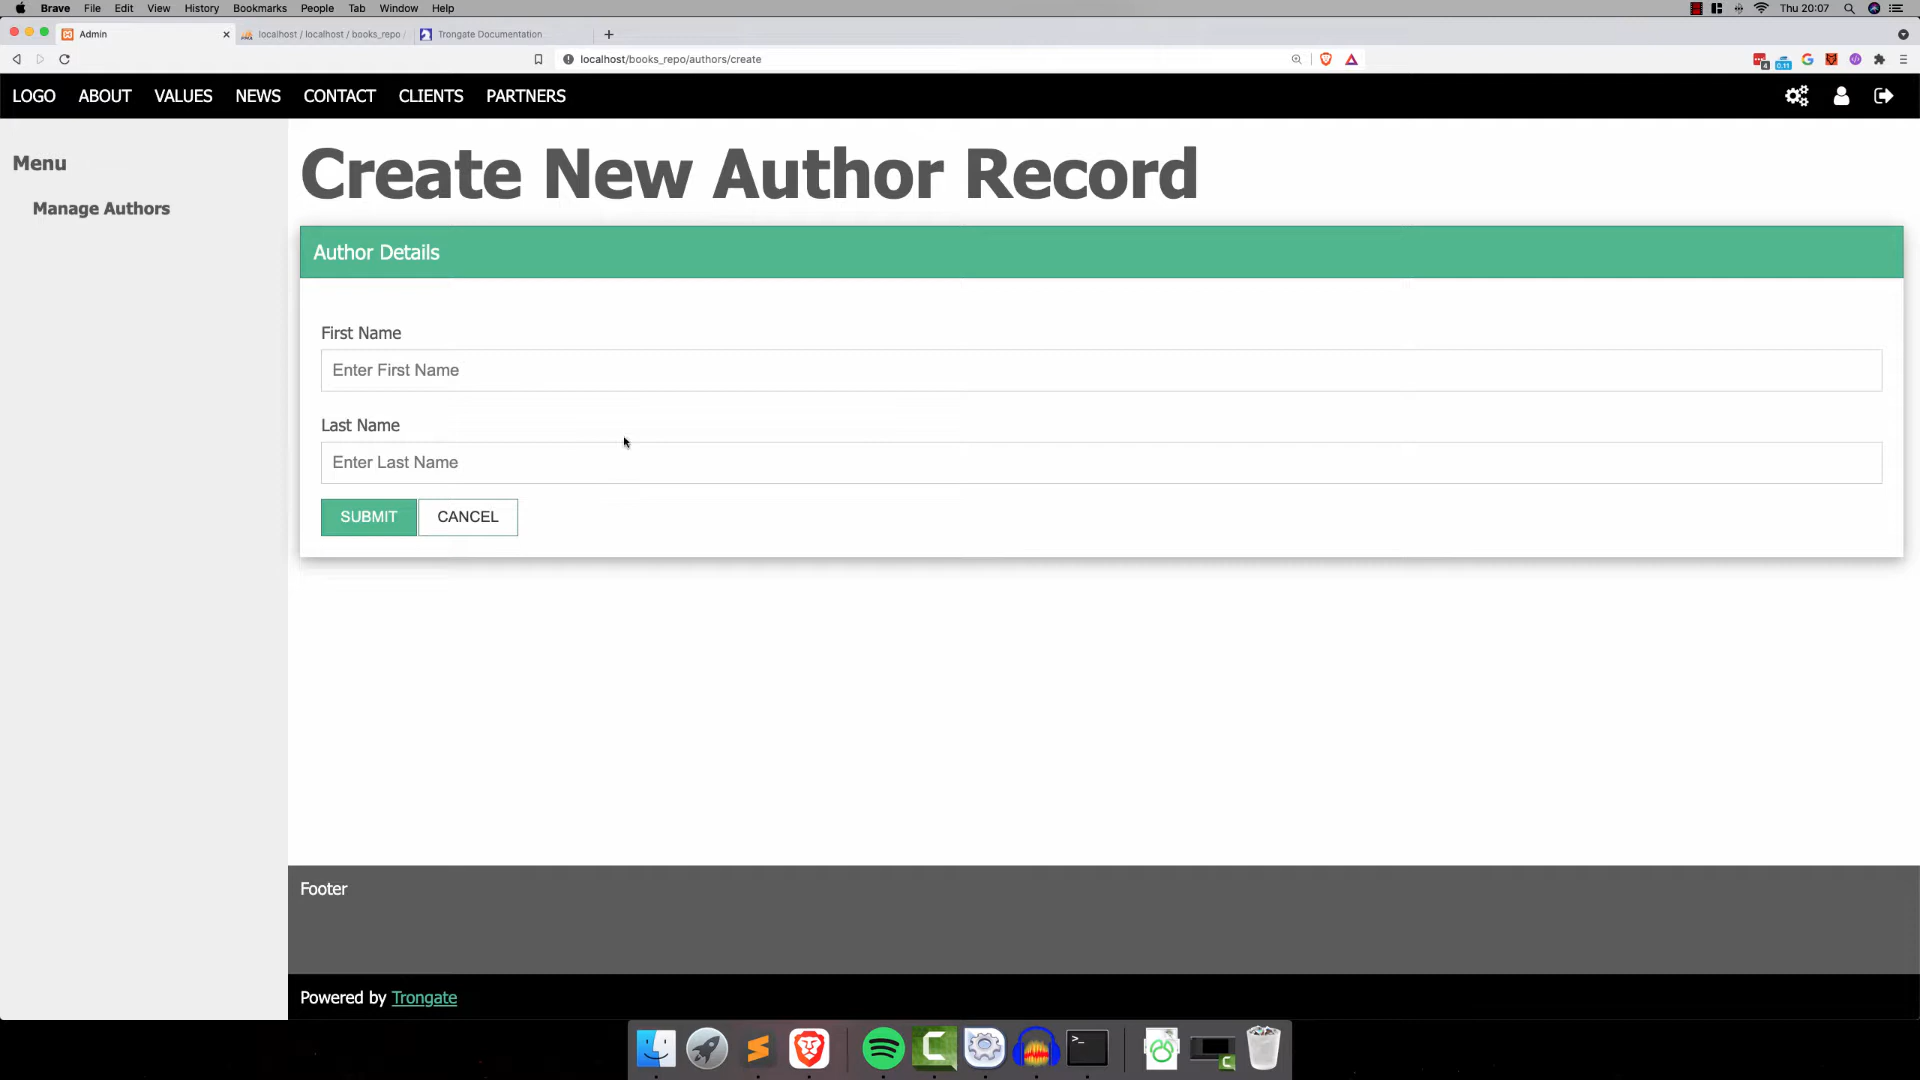 Brave File Edit View History Bookmarks People Tab Window Help Thu 20:07
Admin localhost / localhost / books_repo / Trongate Documentation
localhost/books_repo/authors/create
LOGO ABOUT VALUES NEWS CONTACT CLIENTS PARTNERS
Menu
Manage Authors
Create New Author Record
Author Details
First Name
Enter First Name
Last Name
Enter Last Name
SUBMIT CANCEL
Footer
Powered by Trongate